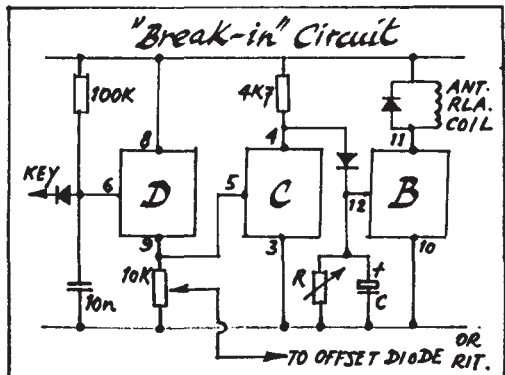 "Break-in" Circuit
100K
4K7
ANT.
RLA.
COIL
8
4
11
KEY
6
D
5
C
12
B
9
3
10
10K
R
+
C
10n
OR
TO OFFSET DIODE RIT.